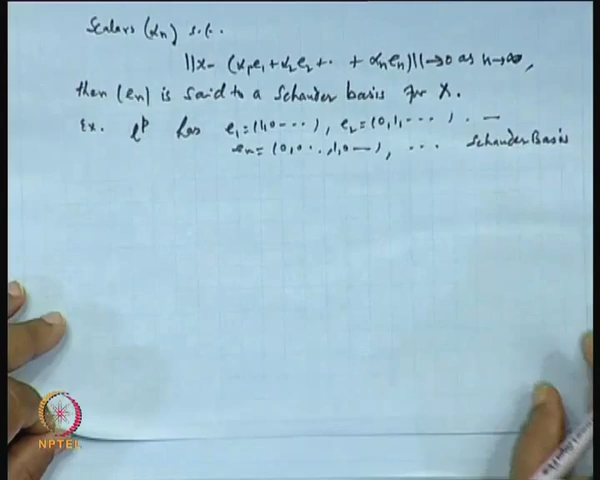 Scalars (αn) s.t.
||x - (α1e1 + α2e2 + ·· + αnen)|| → 0 as n → ∞,
then (en) is said to a Schauder basis for X.
Ex. l^p has e1 = (1,0---), e2 = (0,1,---) . —
en = (0,0··,1,0—), ... Schauder Basis
NPTEL